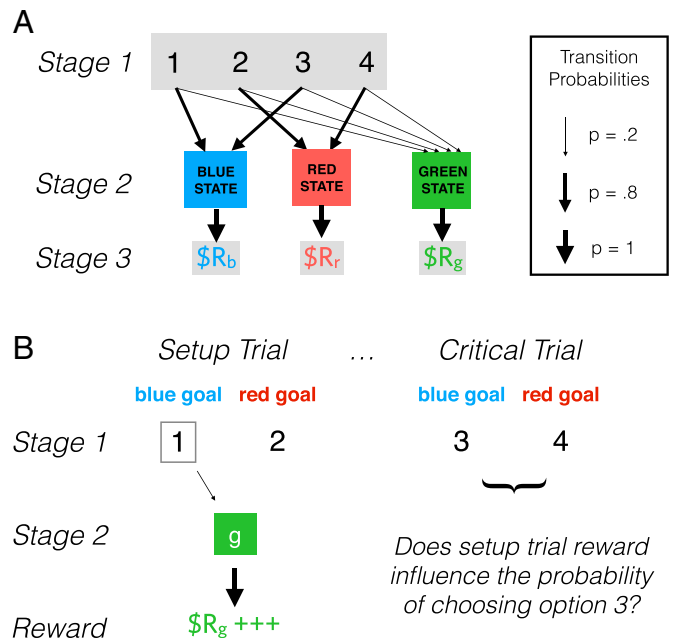 A
Stage 1
1 2 3 4
Transition
Probabilities
p = .2
p = .8
p = 1
Stage 2
BLUE
STATE
RED
STATE
GREEN
STATE
Stage 3
$Rb
$Rr
$Rg
B
Setup Trial ... Critical Trial
blue goal red goal blue goal red goal
Stage 1
1 2 3 4
Stage 2
g
Does setup trial reward
influence the probability
of choosing option 3?
Reward
$Rg +++